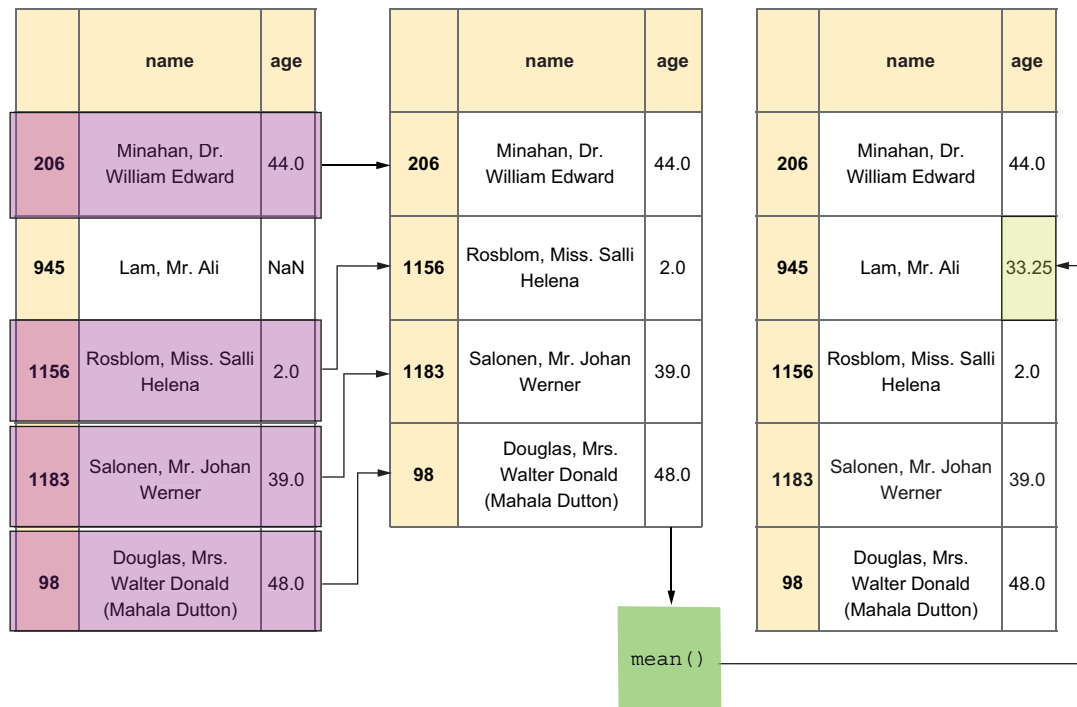 name age
206 Minahan, Dr.
William Edward 44.0
945 Lam, Mr. Ali NaN
1156 Rosblom, Miss. Salli
Helena 2.0
1183 Salonen, Mr. Johan
Werner 39.0
98 Douglas, Mrs.
Walter Donald
(Mahala Dutton) 48.0
name age
206 Minahan, Dr.
William Edward 44.0
1156 Rosblom, Miss. Salli
Helena 2.0
1183 Salonen, Mr. Johan
Werner 39.0
98 Douglas, Mrs.
Walter Donald
(Mahala Dutton) 48.0
mean()
name age
206 Minahan, Dr.
William Edward 44.0
945 Lam, Mr. Ali 33.25
1156 Rosblom, Miss. Salli
Helena 2.0
1183 Salonen, Mr. Johan
Werner 39.0
98 Douglas, Mrs.
Walter Donald
(Mahala Dutton) 48.0